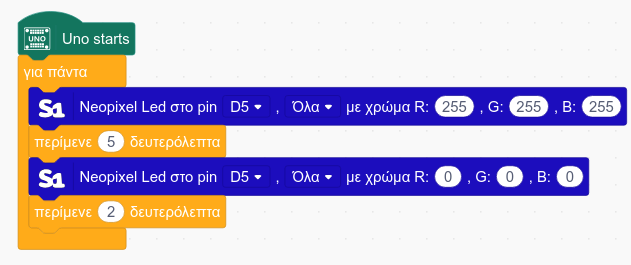 UNO Uno starts
για πάντα
S1 Neopixel Led στο pin D5 , Όλα με χρώμα R: 255 , G: 255 , B: 255
περίμενε 5 δευτερόλεπτα
S1 Neopixel Led στο pin D5 , Όλα με χρώμα R: 0 , G: 0 , B: 0
περίμενε 2 δευτερόλεπτα